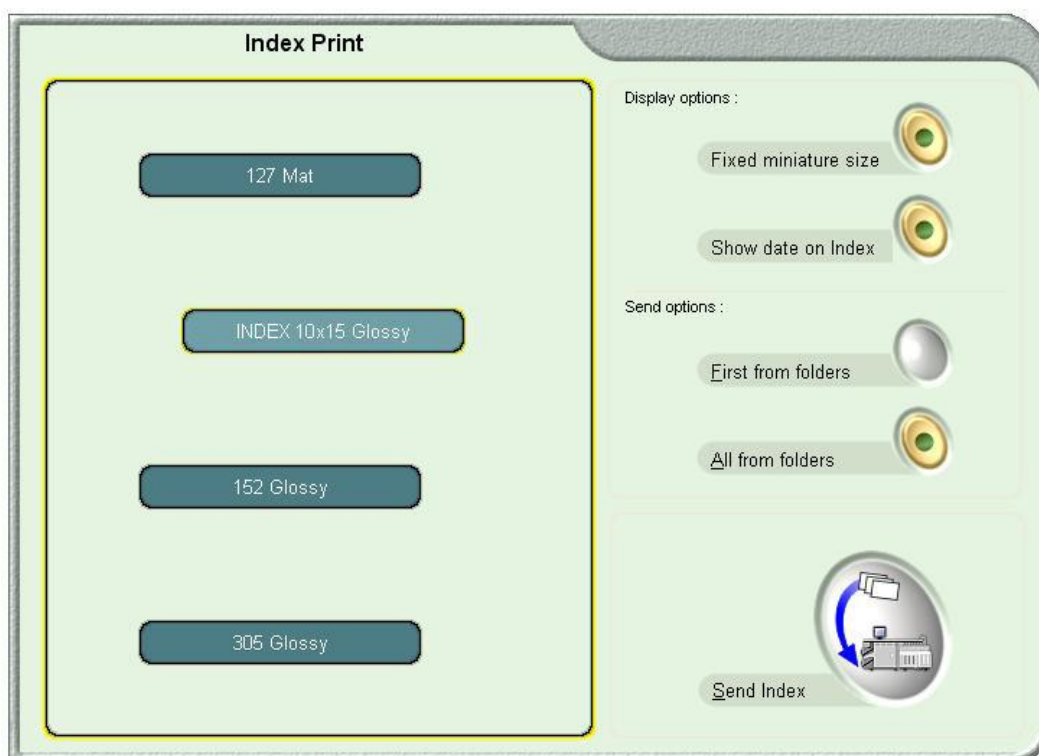 Index Print
127 Mat
INDEX 10x15 Glossy
152 Glossy
305 Glossy
Display options :
Fixed miniature size
Show date on Index
Send options :
First from folders
All from folders
Send Index